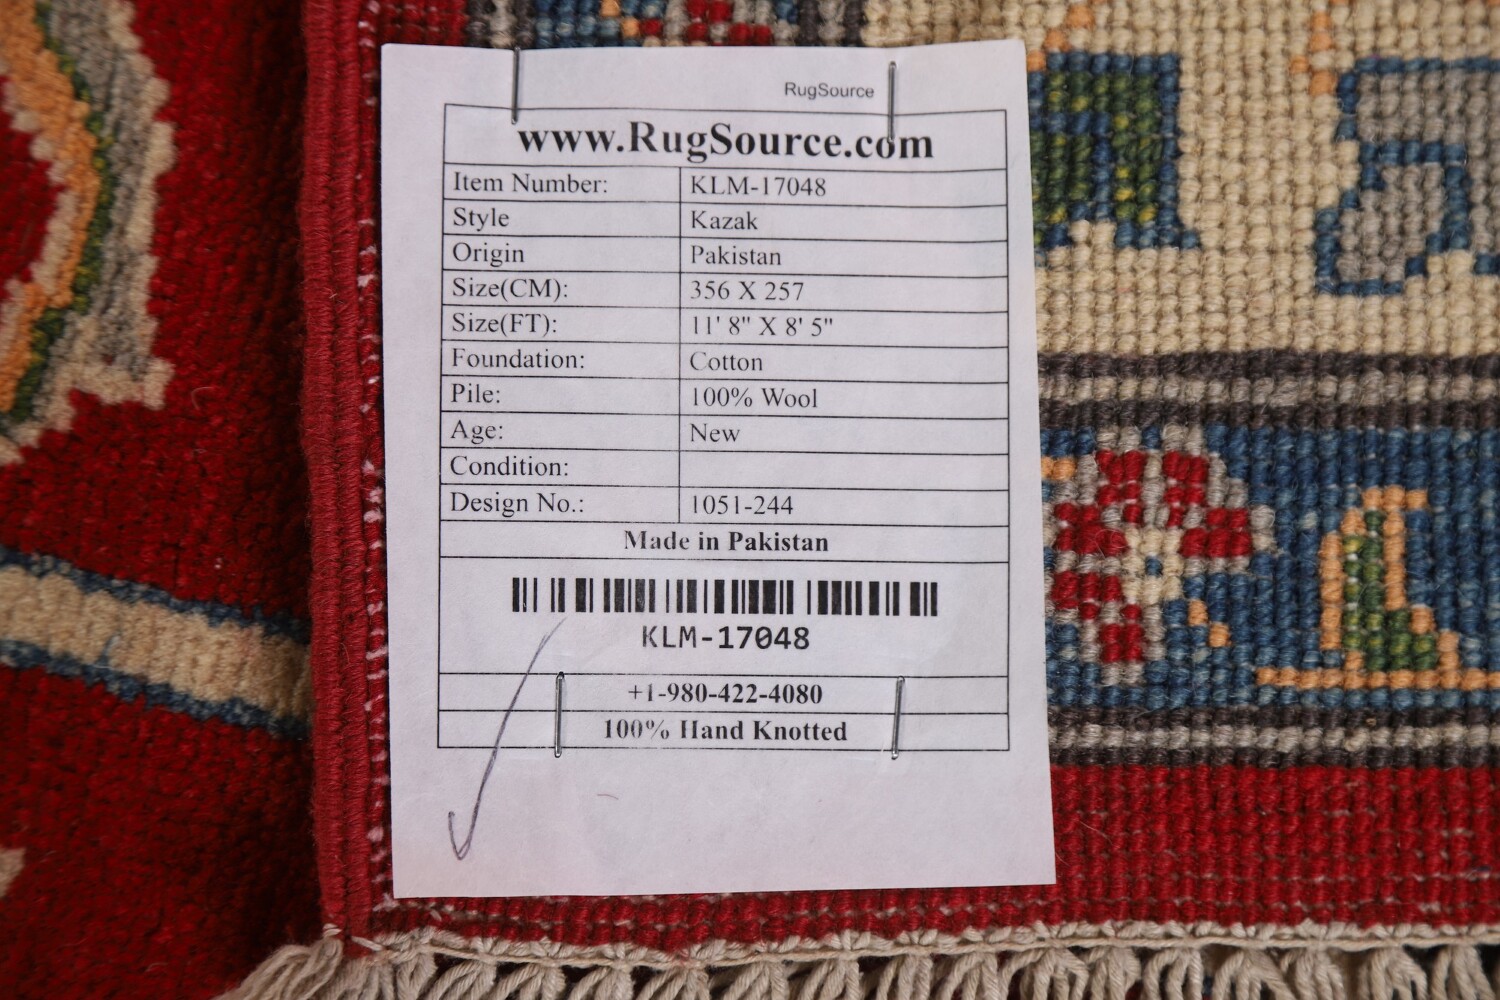 RugSource
www.RugSource.com
Item Number: KLM-17048
Style Kazak
Origin Pakistan
Size(CM): 356 X 257
Size(FT): 11' 8" X 8' 5"
Foundation: Cotton
Pile: 100% Wool
Age: New
Condition:
Design No.: 1051-244
Made in Pakistan
KLM-17048
+1-980-422-4080
100% Hand Knotted